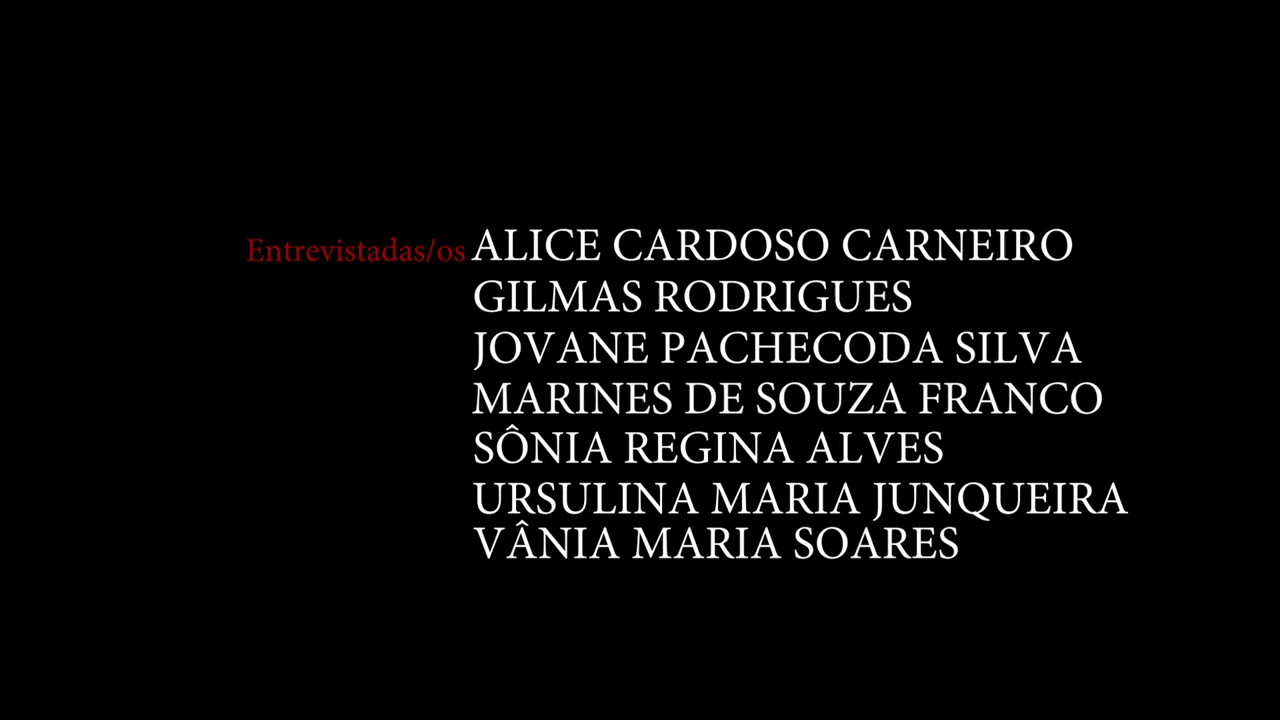 Entrevistadas/os ALICE CARDOSO CARNEIRO
GILMAS RODRIGUES
JOVANE PACHECODA SILVA
MARINES DE SOUZA FRANCO
SÔNIA REGINA ALVES
URSULINA MARIA JUNQUEIRA
VÂNIA MARIA SOARES